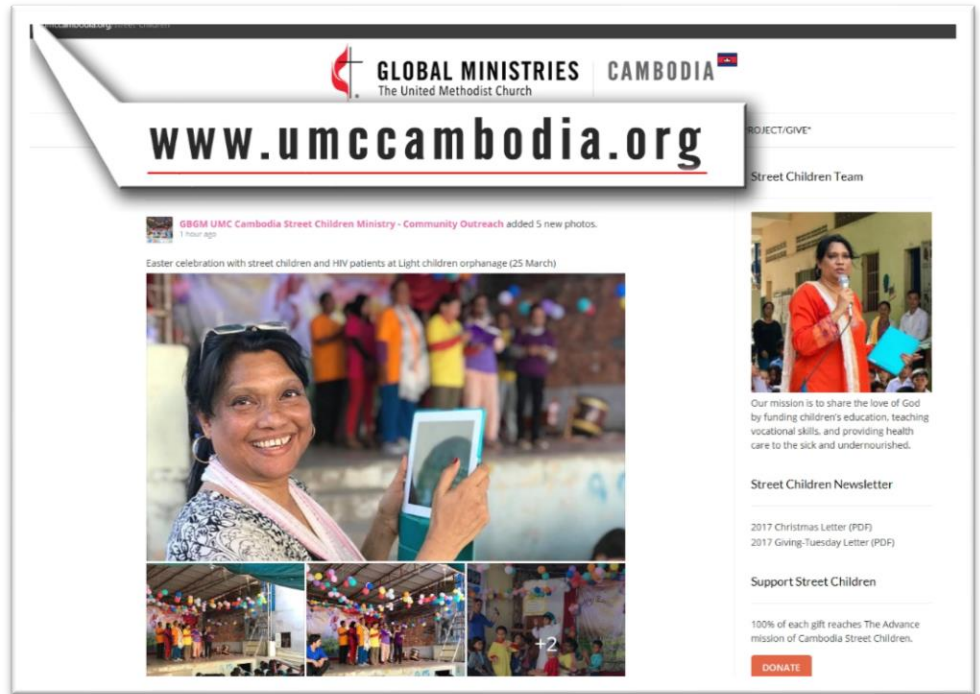 umccambodia.org Street Children
GLOBAL MINISTRIES
The United Methodist Church
CAMBODIA
www.umccambodia.org
PROJECT/GIVE*
GBGM UMC Cambodia Street Children Ministry - Community Outreach added 5 new photos.
1 hour ago
Easter celebration with street children and HIV patients at Light children orphanage (25 March)
+2
Street Children Team
Our mission is to share the love of God
by funding children's education, teaching
vocational skills, and providing health
care to the sick and undernourished.
Street Children Newsletter
2017 Christmas Letter (PDF)
2017 Giving-Tuesday Letter (PDF)
Support Street Children
100% of each gift reaches The Advance
mission of Cambodia Street Children.
DONATE